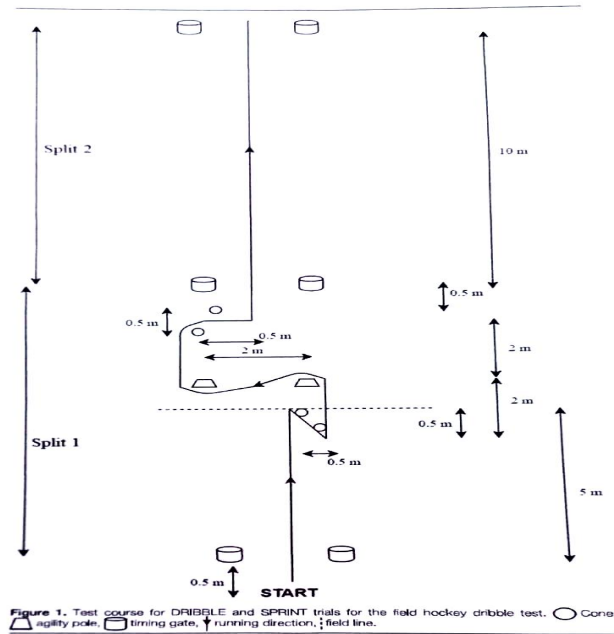 Split 2
10 m
0.5 m
0.5 m
0.5 m
2 m
2 m
2 m
0.5 m
Split 1
0.5 m
5 m
0.5 m
START
Figure 1. Test course for DRIBBLE and SPRINT trials for the field hockey dribble test. Cone
agility pole, timing gate, running direction, field line.